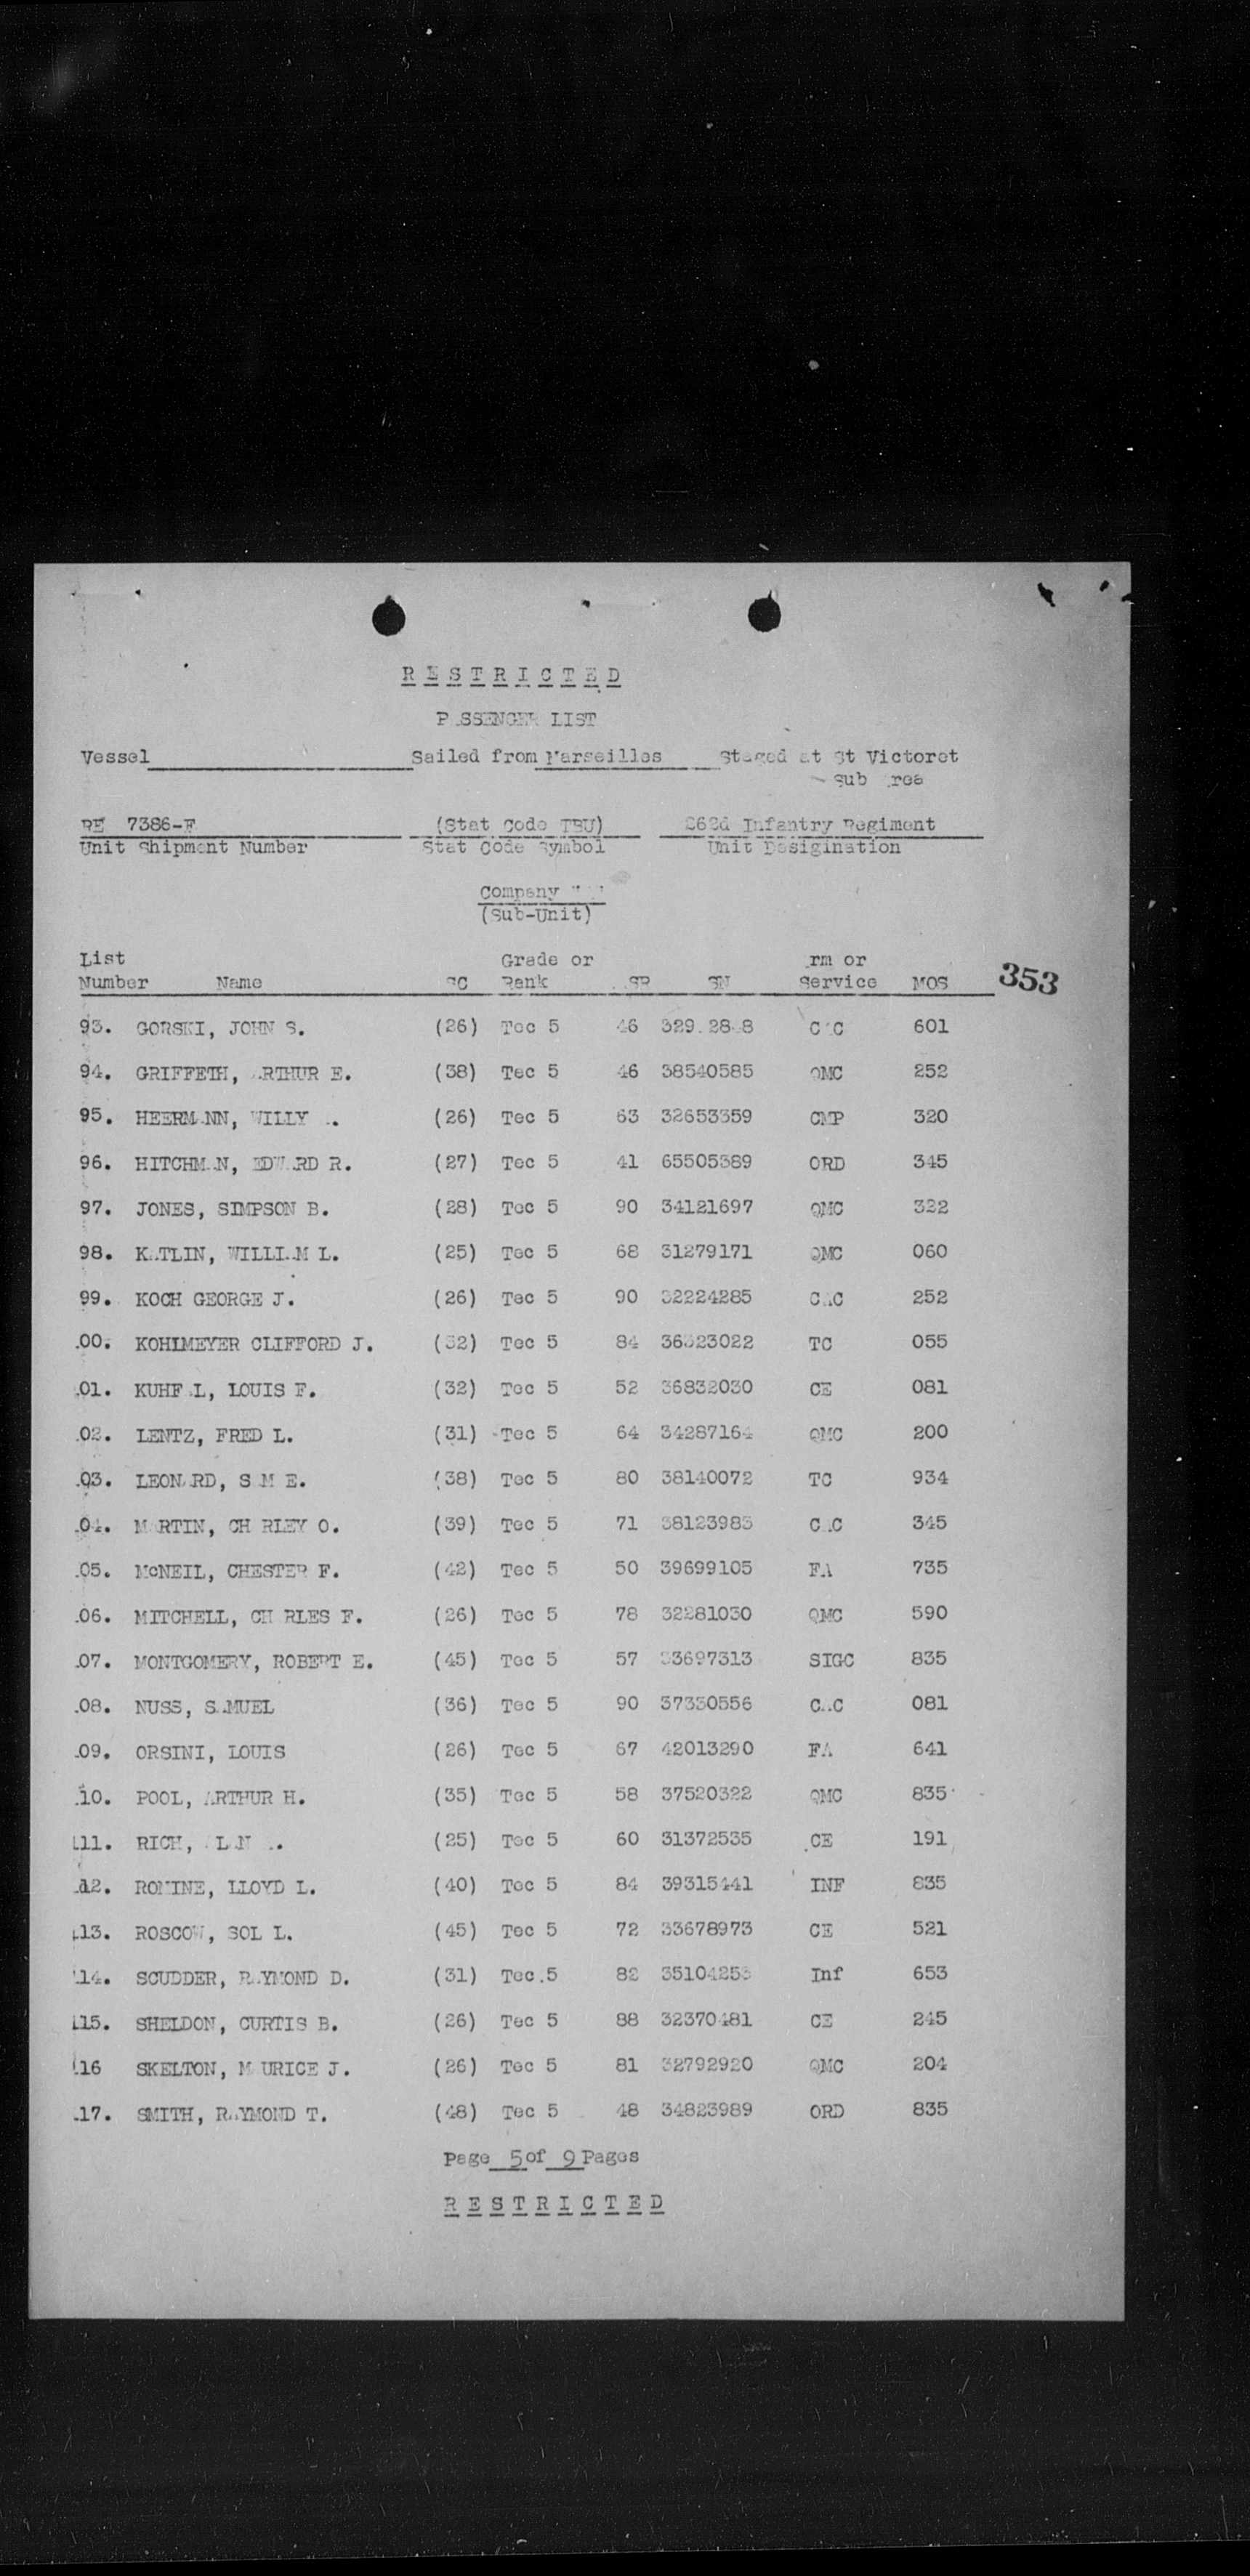 RESTRICTED
PASSENGER LIST
Vessel Sailed from Marseilles Staged at St Victoret
Sub Area
RE 7386-F (Stat Code TBU) Infantry Regiment
Unit Shipment Number Stat Code Symbol Unit Desigination
Company
(Sub-Unit)
List Grade or Arm or
Number Name SC Rank ASR SN Service MOS 353
93. GORSKI, JOHN S. (26) Tec 5 46 CAC 601
94. GRIFFETH, ARTHUR E. (38) Tec 5 46 38540585 QMC 252
95. HEERMANN, WILLY A. (26) Tec 5 63 32653359 CMP 320
96. HITCHMAN, EDWARD R. (27) Tec 5 41 65505389 ORD 345
97. JONES, SIMPSON B. (28) Tec 5 90 34121697 QMC 322
98. KATLIN, WILLIAM L. (25) Tec 5 68 31279171 QMC 060
99. KOCH GEORGE J. (26) Tec 5 90 32224285 CAC 252
100. KOHLMEYER CLIFFORD J. (32) Tec 5 84 36323022 TC 055
101. KUHFAL, LOUIS F. (32) Tec 5 52 36832030 CE 081
102. LENTZ, FRED L. (31) Tec 5 64 34287164 QMC 200
103. LEONARD, SAM E. (38) Tec 5 80 38140072 TC 934
104. MARTIN, CHARLEY O. (39) Tec 5 71 38123983 CAC 345
105. McNEIL, CHESTER F. (42) Tec 5 50 39699105 FA 735
106. MITCHELL, CHARLES F. (26) Tec 5 78 32281030 QMC 590
107. MONTGOMERY, ROBERT E. (45) Tec 5 57 33697313 SIGC 835
108. NUSS, SAMUEL (36) Tec 5 90 37330556 CAC 081
109. ORSINI, LOUIS (26) Tec 5 67 42013290 FA 641
110. POOL, ARTHUR H. (35) Tec 5 58 37520322 QMC 835
111. RICH, ALAN A. (25) Tec 5 60 31372535 CE 191
112. ROMINE, LLOYD L. (40) Tec 5 84 39315441 INF 835
113. ROSCOW, SOL L. (45) Tec 5 72 33678973 CE 521
114. SCUDDER, RAYMOND D. (31) Tec.5 82 35104253 Inf 653
115. SHELDON, CURTIS B. (26) Tec 5 88 32370481 CE 245
116 SKELTON, MAURICE J. (26) Tec 5 81 32792920 QMC 204
117. SMITH, RAYMOND T. (48) Tec 5 48 34823989 ORD 835
Page 5 of 9 Pages
RESTRICTED